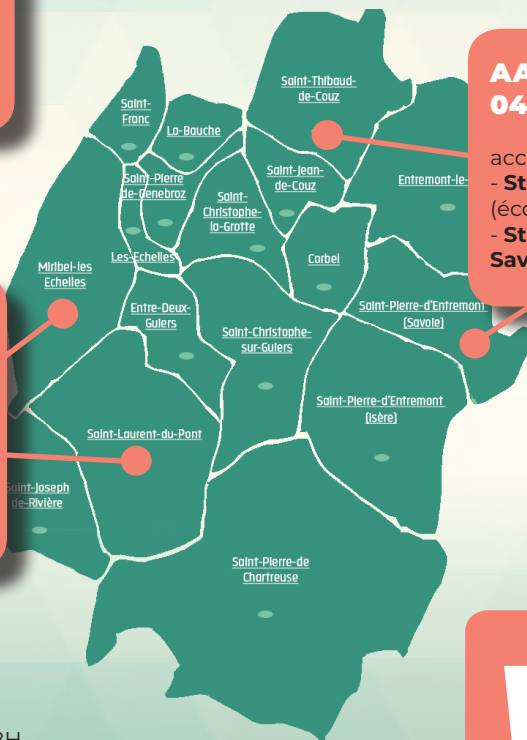 Saint-Thibaud-
de-Couz
Saint-
Franc
La-Bauche
Saint-Pierre
de-Genebroz
Saint-Jean-
de-Couz
Entremont-le-
Saint-
Christophe-
la-Grotte
Les-Echelles
Corbel
Miribel-les
Echelles
Entre-Deux-
Guiers
Saint-Pierre-d'Entremont
(Savoie)
Saint-Christophe-
sur-Guiers
Saint-Pierre-d'Entremont
(Isère)
Saint-Laurent-du-Pont
Saint-Joseph
de-Rivière
Saint-Pierre-de
Chartreuse
AA
04
acc
- St
(éco
- St
Sav